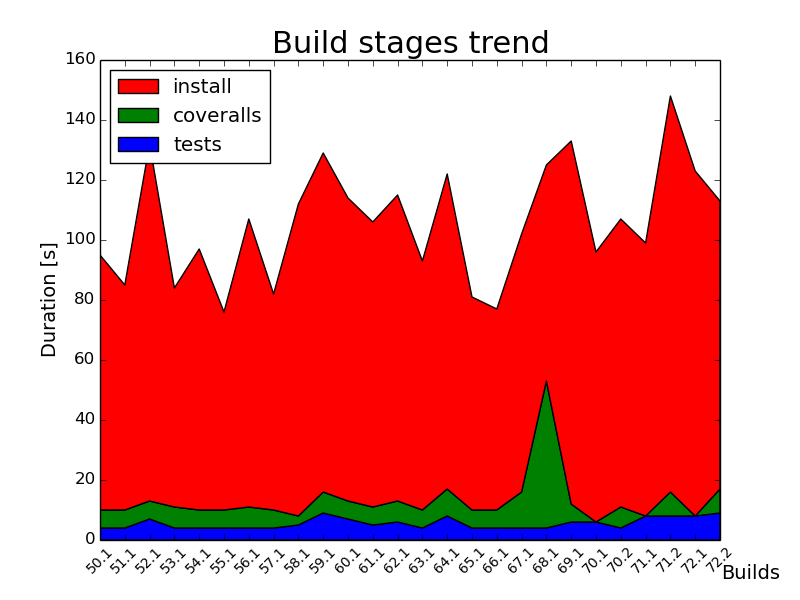 Build stages trend
160
140
120
100
80
60
40
20
0
Duration [s]
install
coveralls
tests
50.1 51.1 52.1 53.1 54.1 55.1 56.1 57.1 58.1 59.1 60.1 61.1 62.1 63.1 64.1 65.1 66.1 67.1 68.1 69.1 70.1 70.2 71.1 71.2 72.1 72.2
Builds